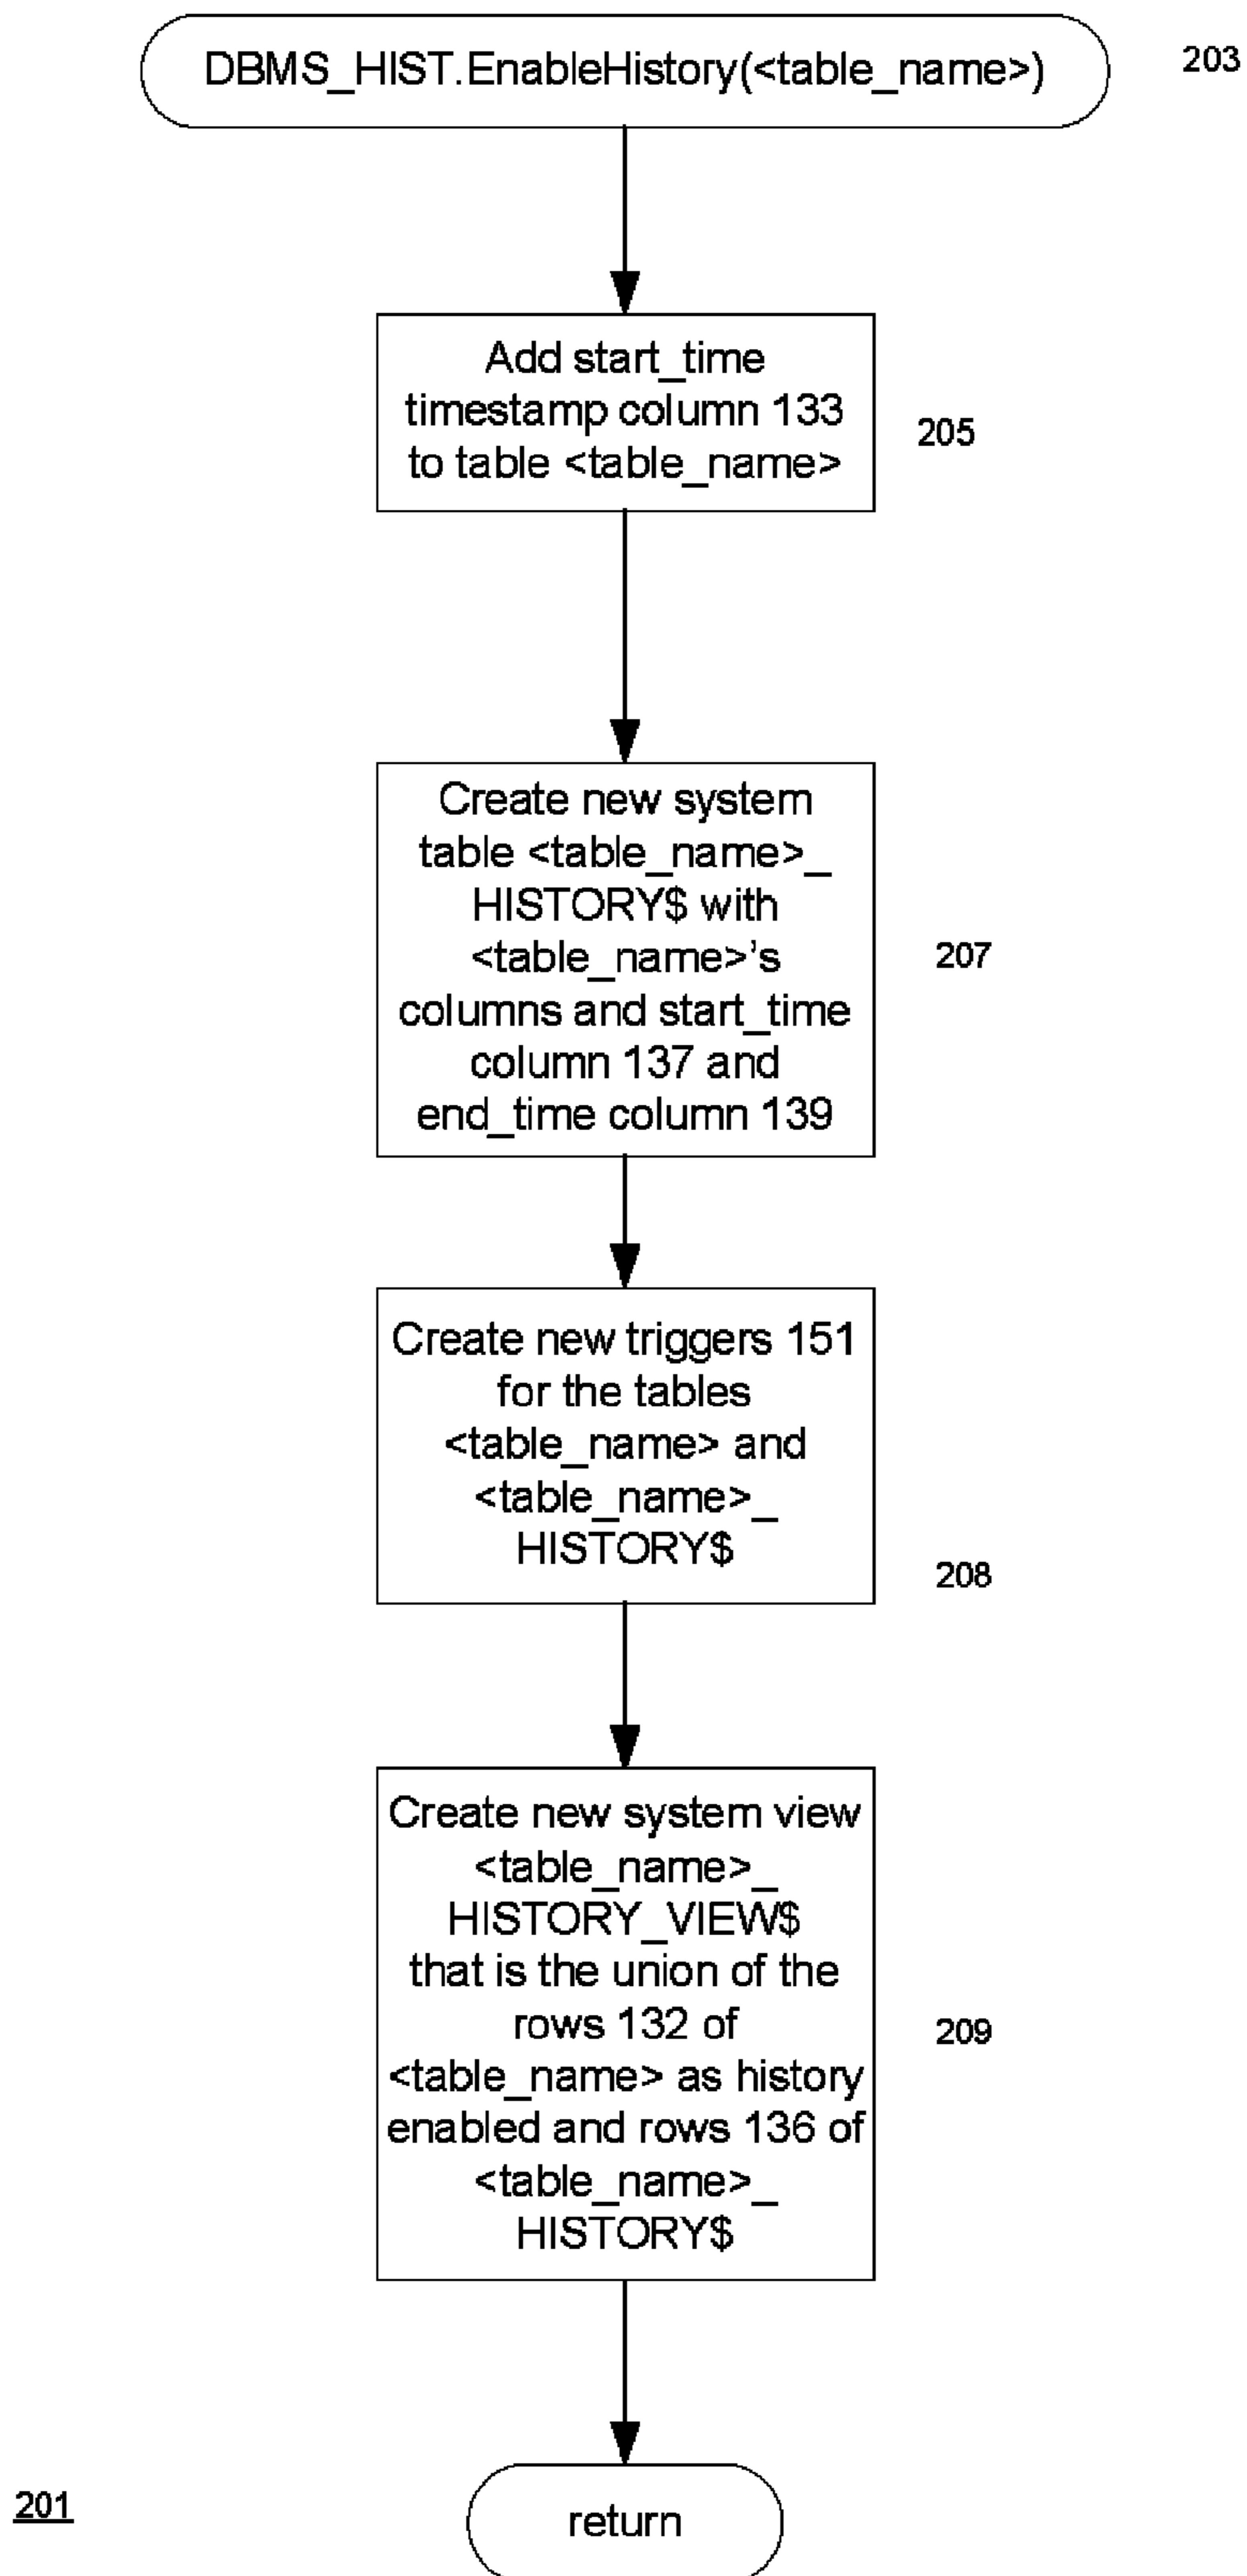 DBMS_HIST.EnableHistory(<table_name>)
203
Add start_time
timestamp column 133
to table <table_name>
205
Create new system
table <table_name>_
HISTORY$ with
<table_name>'s
columns and start_time
column 137 and
end_time column 139
207
Create new triggers 151
for the tables
<table_name> and
<table_name>_
HISTORY$
208
Create new system view
<table_name>_
HISTORY_VIEW$
that is the union of the
rows 132 of
<table_name> as history
enabled and rows 136 of
<table_name>_
HISTORY$
209
201
return